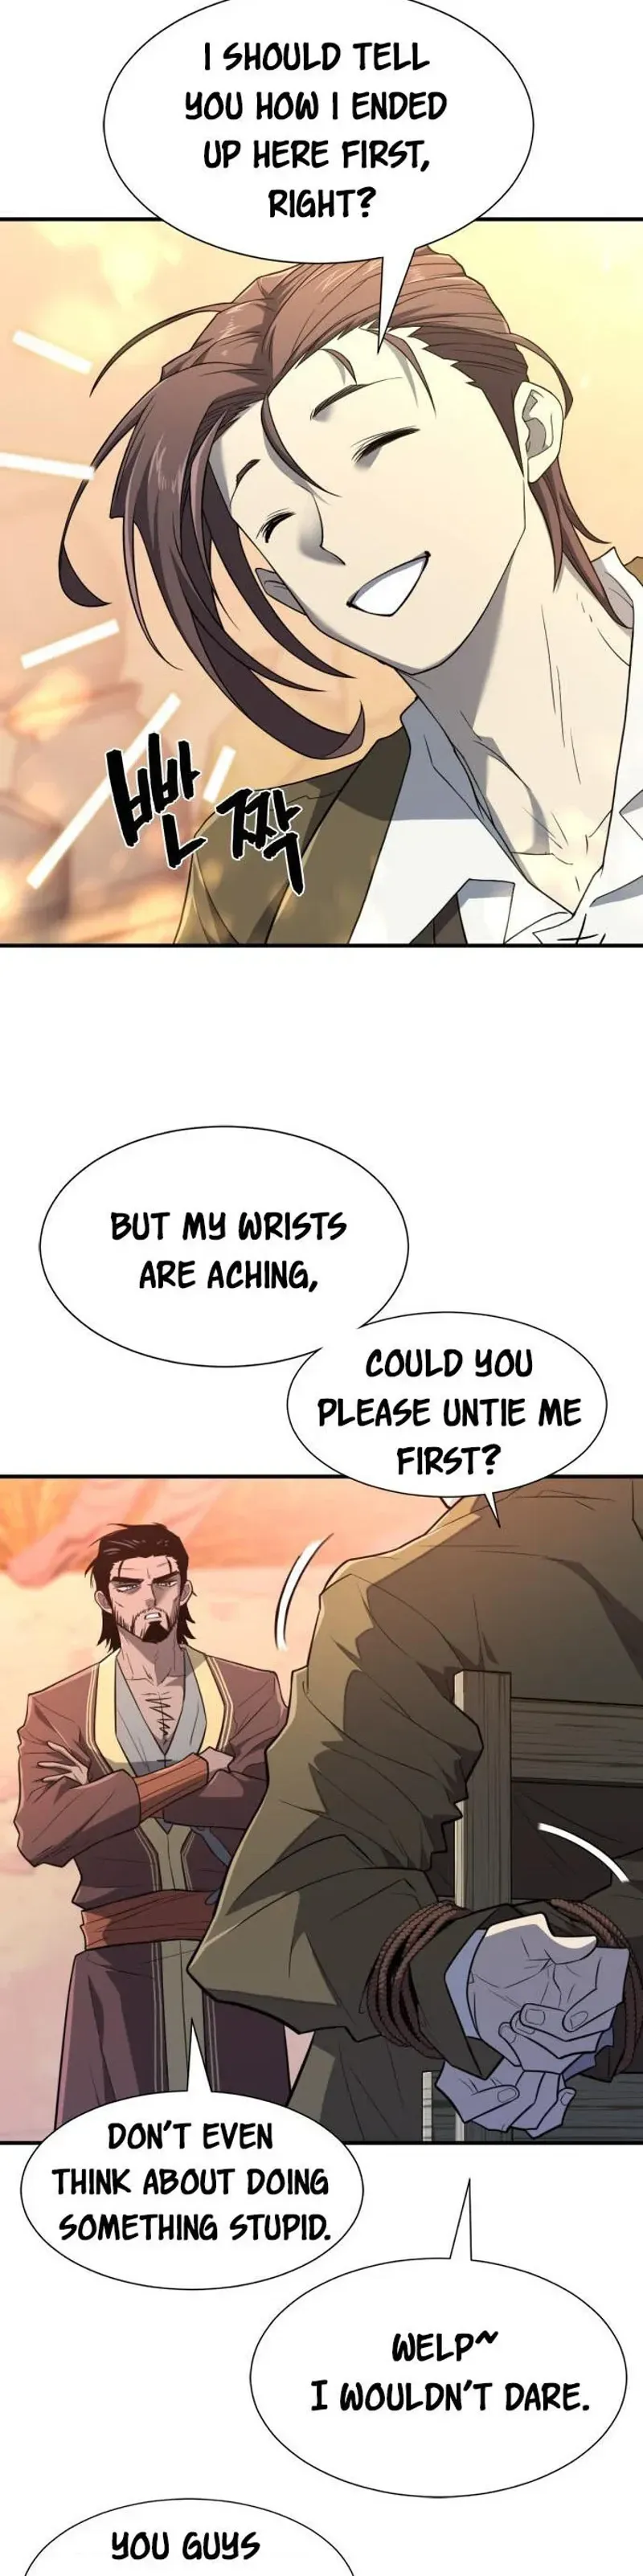 I SHOULD TELL
YOU HOW I ENDED
UP HERE FIRST,
RIGHT?
빤짝
BUT MY WRISTS
ARE ACHING,
COULD YOU
PLEASE UNTIE ME
FIRST?
DON'T EVEN
THINK ABOUT DOING
SOMETHING STUPID.
WELP~
I WOULDN'T DARE.
YOU GUYS